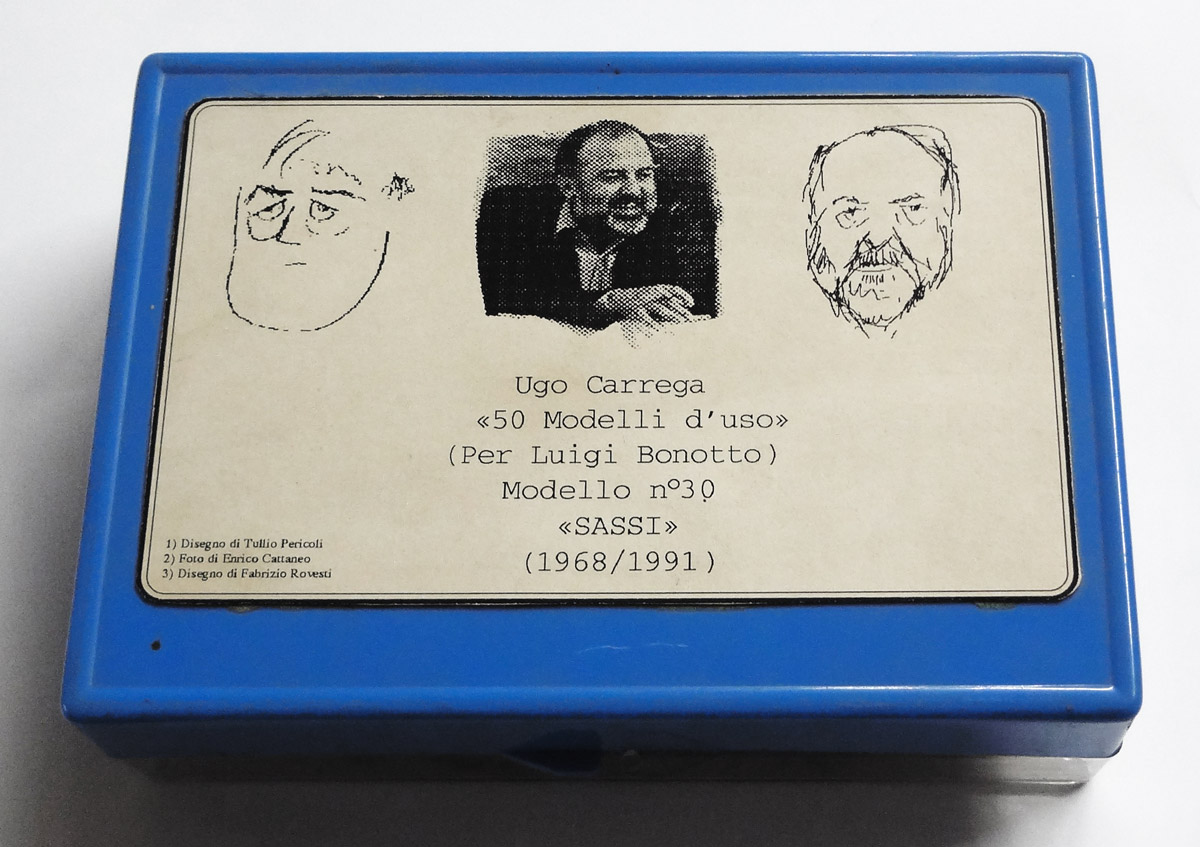 Ugo Carrega
«50 Modelli d'uso»
(Per Luigi Bonotto)
Modello n°30
«SASSI»
(1968/1991)
1) Disegno di Tullio Pericoli
2) Foto di Enrico Cattaneo
3) Disegno di Fabrizio Rovesti